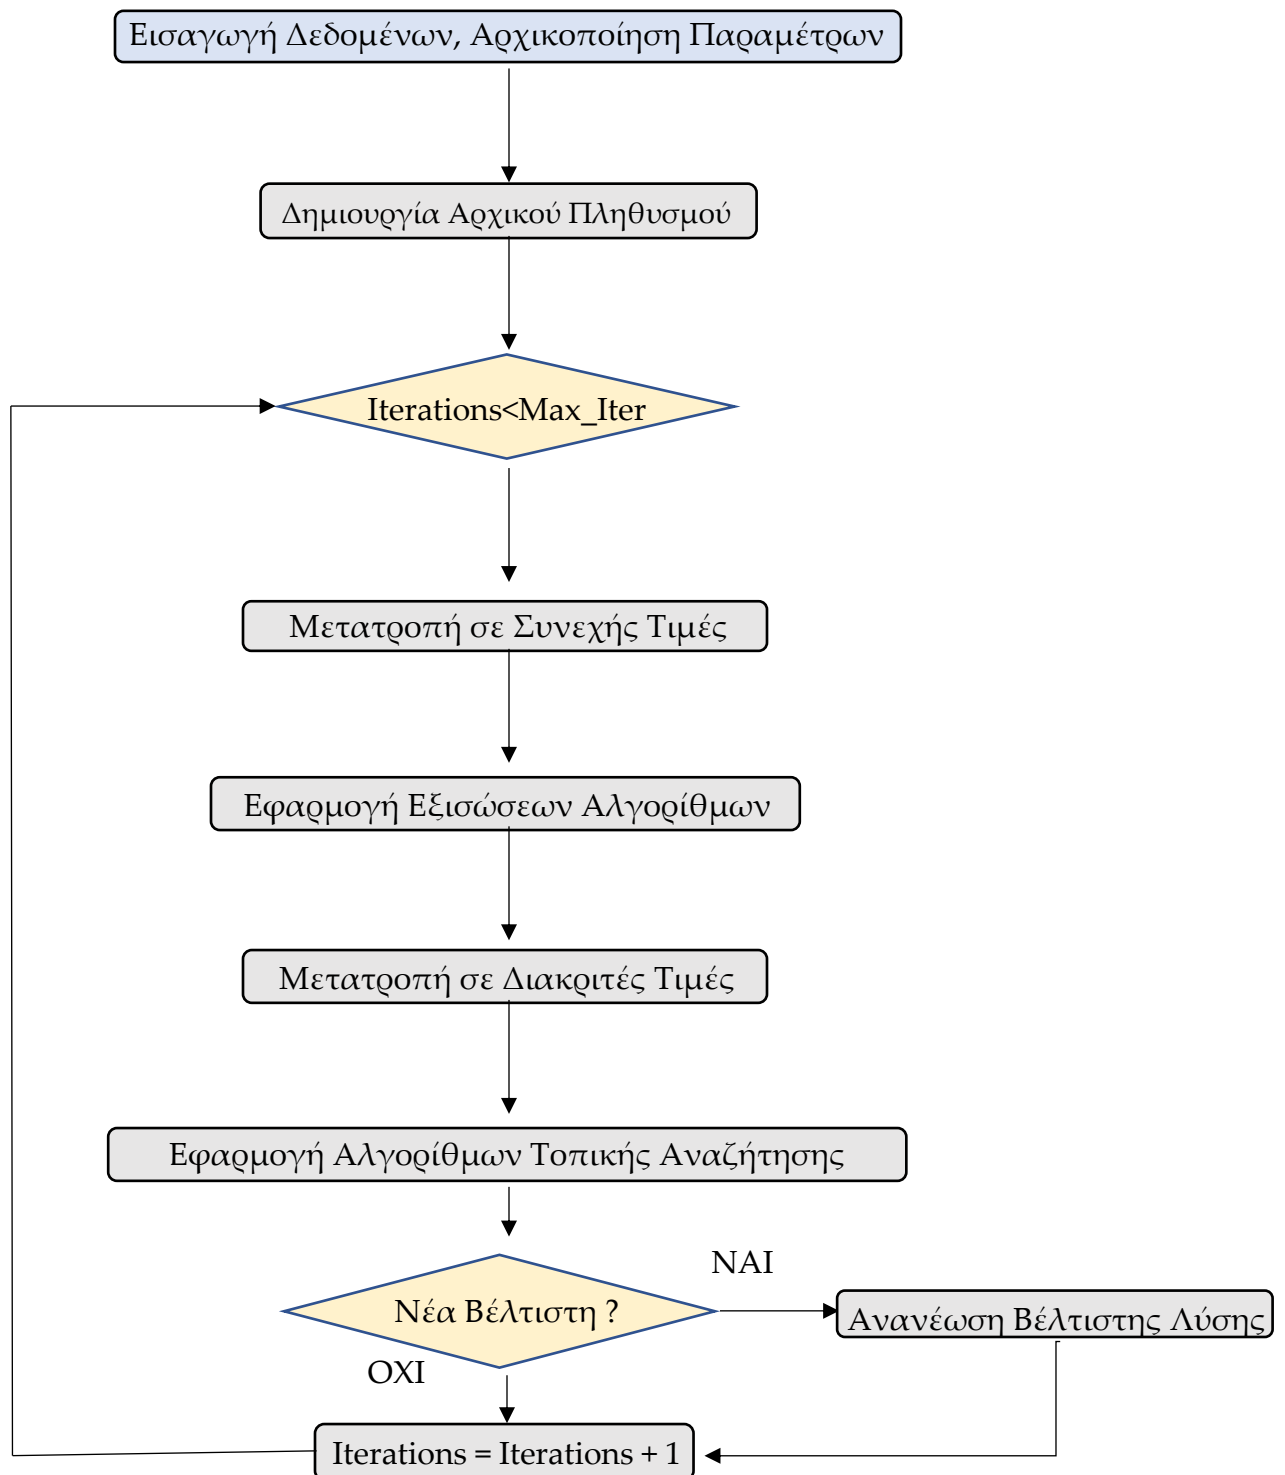 Εισαγωγή Δεδομένων, Αρχικοποίηση Παραμέτρων
Δημιουργία Αρχικού Πληθυσμού
Iterations<Max_Iter
Μετατροπή σε Συνεχής Τιμές
Εφαρμογή Εξισώσεων Αλγορίθμων
Μετατροπή σε Διακριτές Τιμές
Εφαρμογή Αλγορίθμων Τοπικής Αναζήτησης
ΝΑΙ
Νέα Βέλτιστη ?
Ανανέωση Βέλτιστης Λύσης
ΟΧΙ
Iterations = Iterations + 1